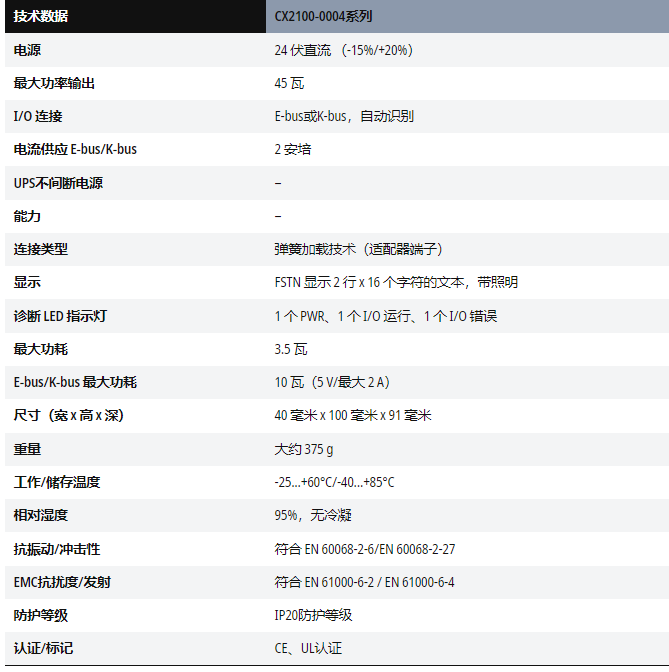 技术数据 CX2100-0004系列
电源 24 伏直流 （-15%/+20%）
最大功率输出 45 瓦
I/O 连接 E-bus或K-bus，自动识别
电流供应 E-bus/K-bus 2 安培
UPS不间断电源 –
能力 –
连接类型 弹簧加载技术（适配器端子）
显示 FSTN 显示 2 行 x 16 个字符的文本，带照明
诊断 LED 指示灯 1 个 PWR、1 个 I/O 运行、1 个 I/O 错误
最大功耗 3.5 瓦
E-bus/K-bus 最大功耗 10 瓦（5 V/最大 2 A）
尺寸（宽 x 高 x 深） 40 毫米 x 100 毫米 x 91 毫米
重量 大约 375 g
工作/储存温度 -25…+60°C/-40…+85°C
相对湿度 95%，无冷凝
抗振动/冲击性 符合 EN 60068-2-6/EN 60068-2-27
EMC抗扰度/发射 符合 EN 61000-6-2 / EN 61000-6-4
防护等级 IP20防护等级
认证/标记 CE、UL认证